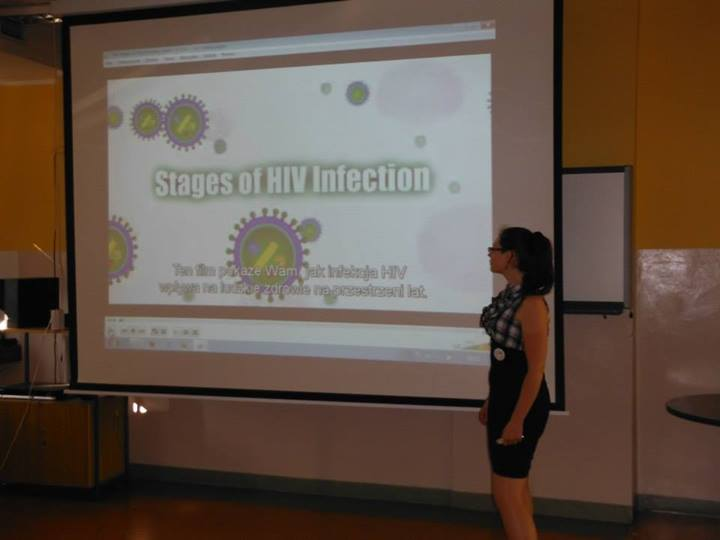 Stages of HIV Infection
Ten film pokaże Wam, jak infekcja HIV
wpływa na ludzkie zdrowie na przestrzeni lat.